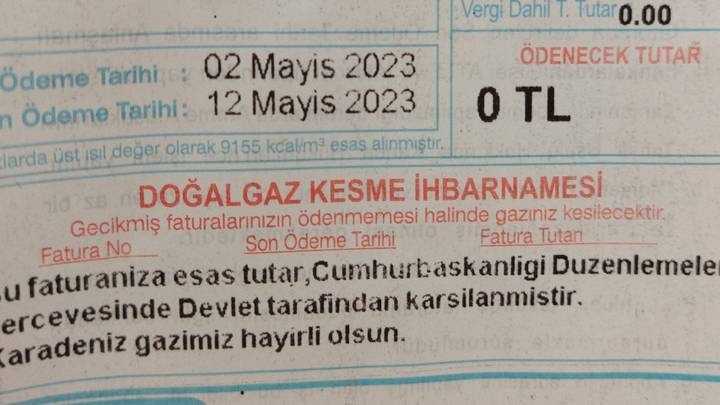 Vergi Dahil T. Tutar 0.00
Ödeme Tarihi : 02 Mayis 2023
ÖDENECEK TUTAR
n Ödeme Tarihi : 12 Mayis 2023
0 TL
larda üst ısıl değer olarak 9155 kcal/m³ esas alınmıştır.
DOĞALGAZ KESME İHBARNAMESİ
Gecikmiş faturalarınızın ödenmemesi halinde gazınız kesilecektir.
Fatura No Son Ödeme Tarihi Fatura Tutarı
u faturaniza esas tutar,Cumhurbaskanligi Duzenlemele
ercevesinde Devlet tarafindan karsilanmistir.
Karadeniz gazimiz hayirli olsun.